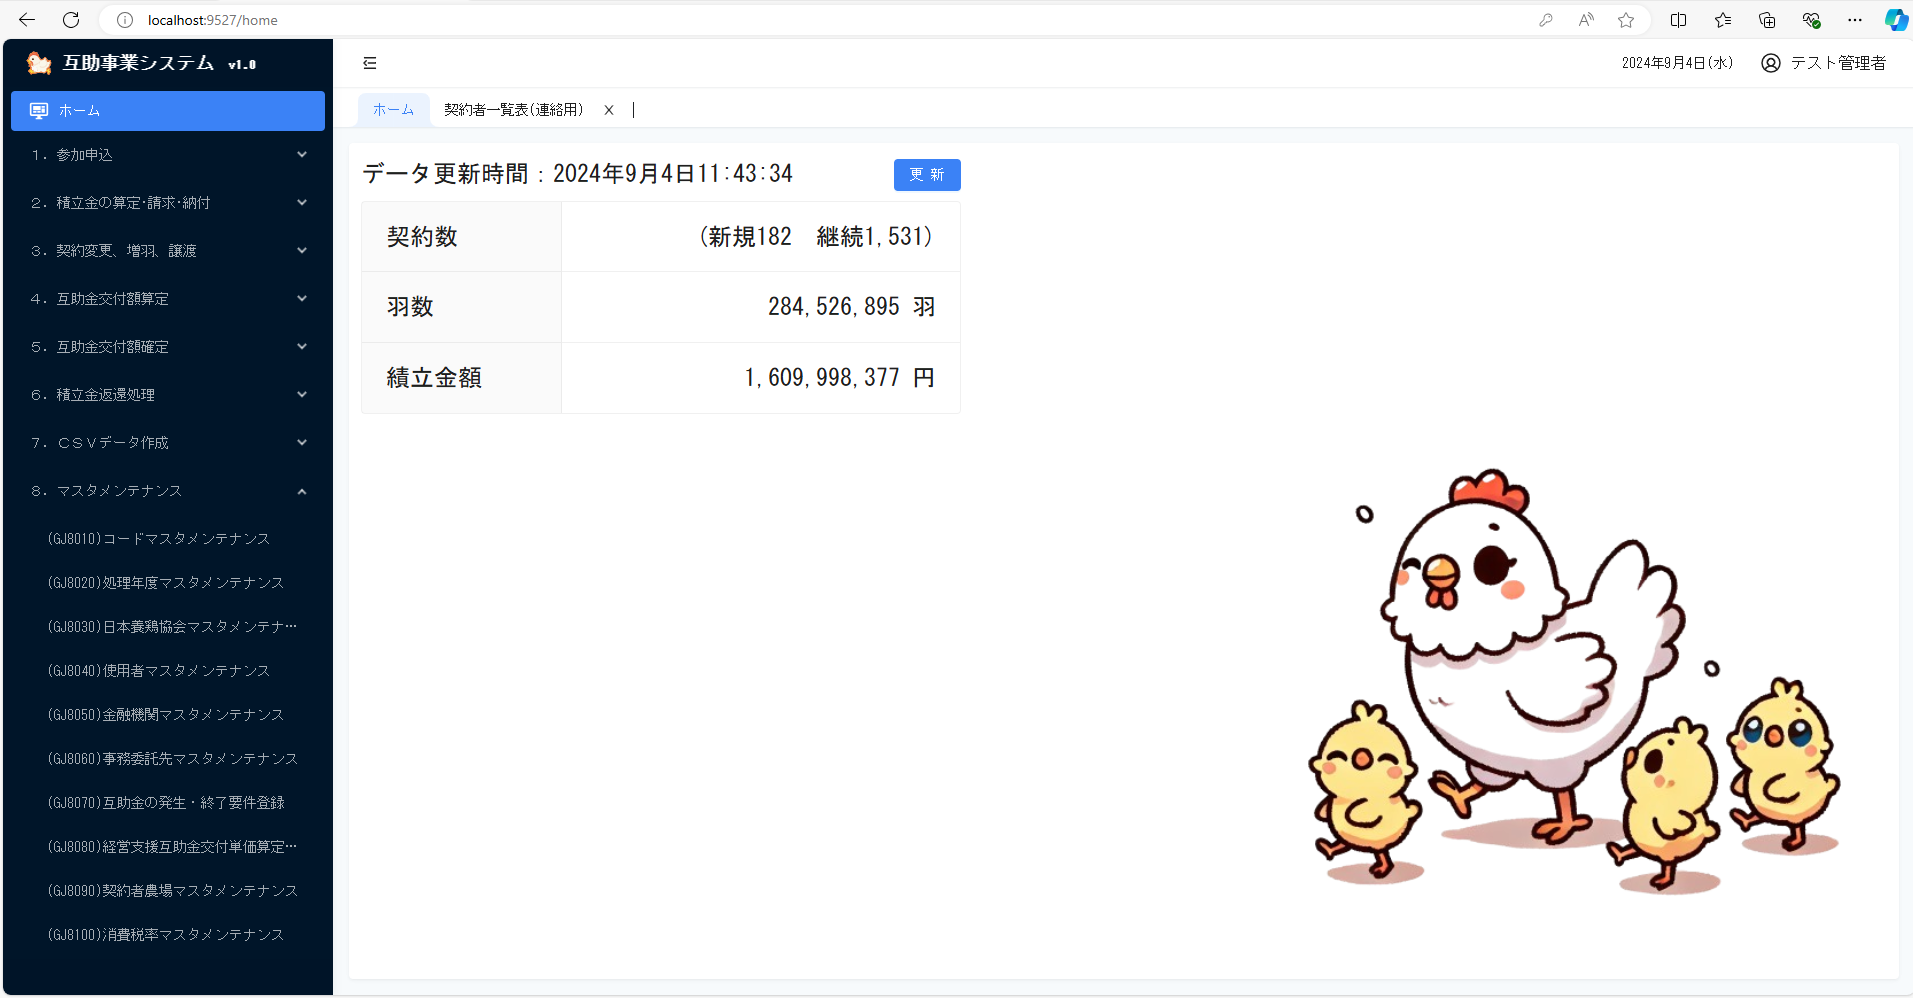 localhost:9527/home
互助事業システム v1.0
2024年9月4日(水) テスト管理者
ホーム
ホーム 契約者一覧表(連絡用)
1. 参加申込
2. 積立金の算定･請求･納付
3. 契約変更、増羽、譲渡
4. 互助金交付額算定
5. 互助金交付額確定
6. 積立金返還処理
7. ＣＳＶデータ作成
8. マスタメンテナンス
(GJ8010)コードマスタメンテナンス
(GJ8020)処理年度マスタメンテナンス
(GJ8030)日本養鶏協会マスタメンテナ…
(GJ8040)使用者マスタメンテナンス
(GJ8050)金融機関マスタメンテナンス
(GJ8060)事務委託先マスタメンテナンス
(GJ8070)互助金の発生・終了要件登録
(GJ8080)経営支援互助金交付単価算定…
(GJ8090)契約者農場マスタメンテナンス
(GJ8100)消費税率マスタメンテナンス
データ更新時間：2024年9月4日11:43:34 更 新
契約数 (新規182　継続1,531)
羽数 284,526,895 羽
績立金額 1,609,998,377 円